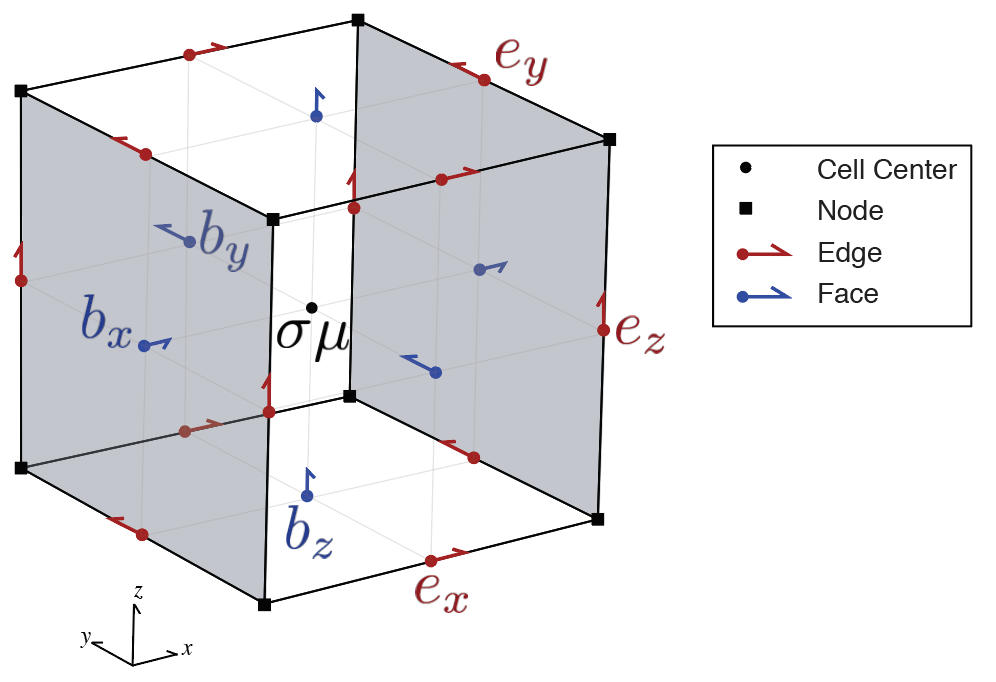 e_y
b_y
b_x
σ μ
e_z
b_z
e_x
z
y
x
Cell Center
Node
Edge
Face